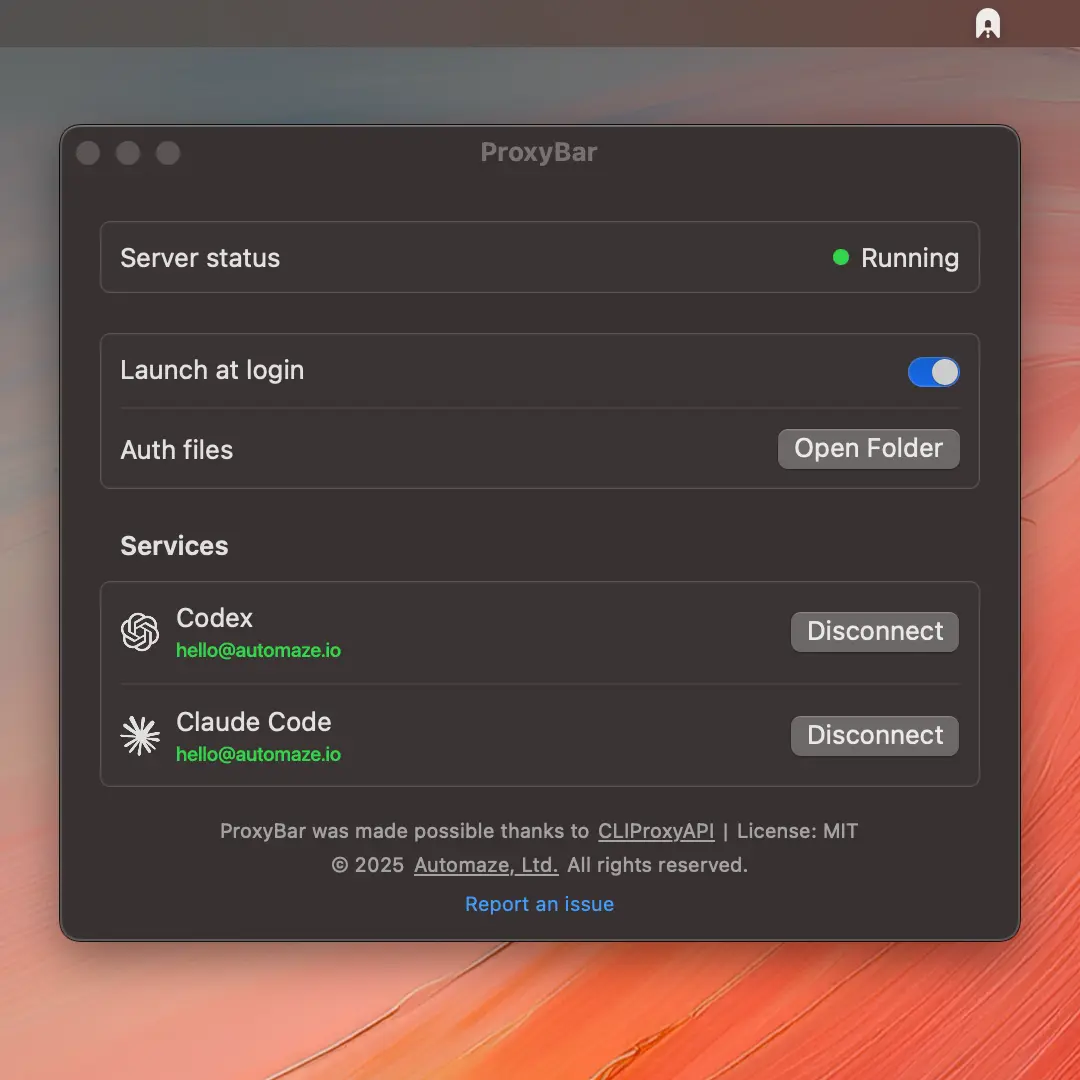 ProxyBar
Server status
Running
Launch at login
Auth files
Open Folder
Services
Codex
hello@automaze.io
Disconnect
Claude Code
hello@automaze.io
Disconnect
ProxyBar was made possible thanks to CLIProxyAPI | License: MIT
© 2025 Automaze, Ltd. All rights reserved.
Report an issue